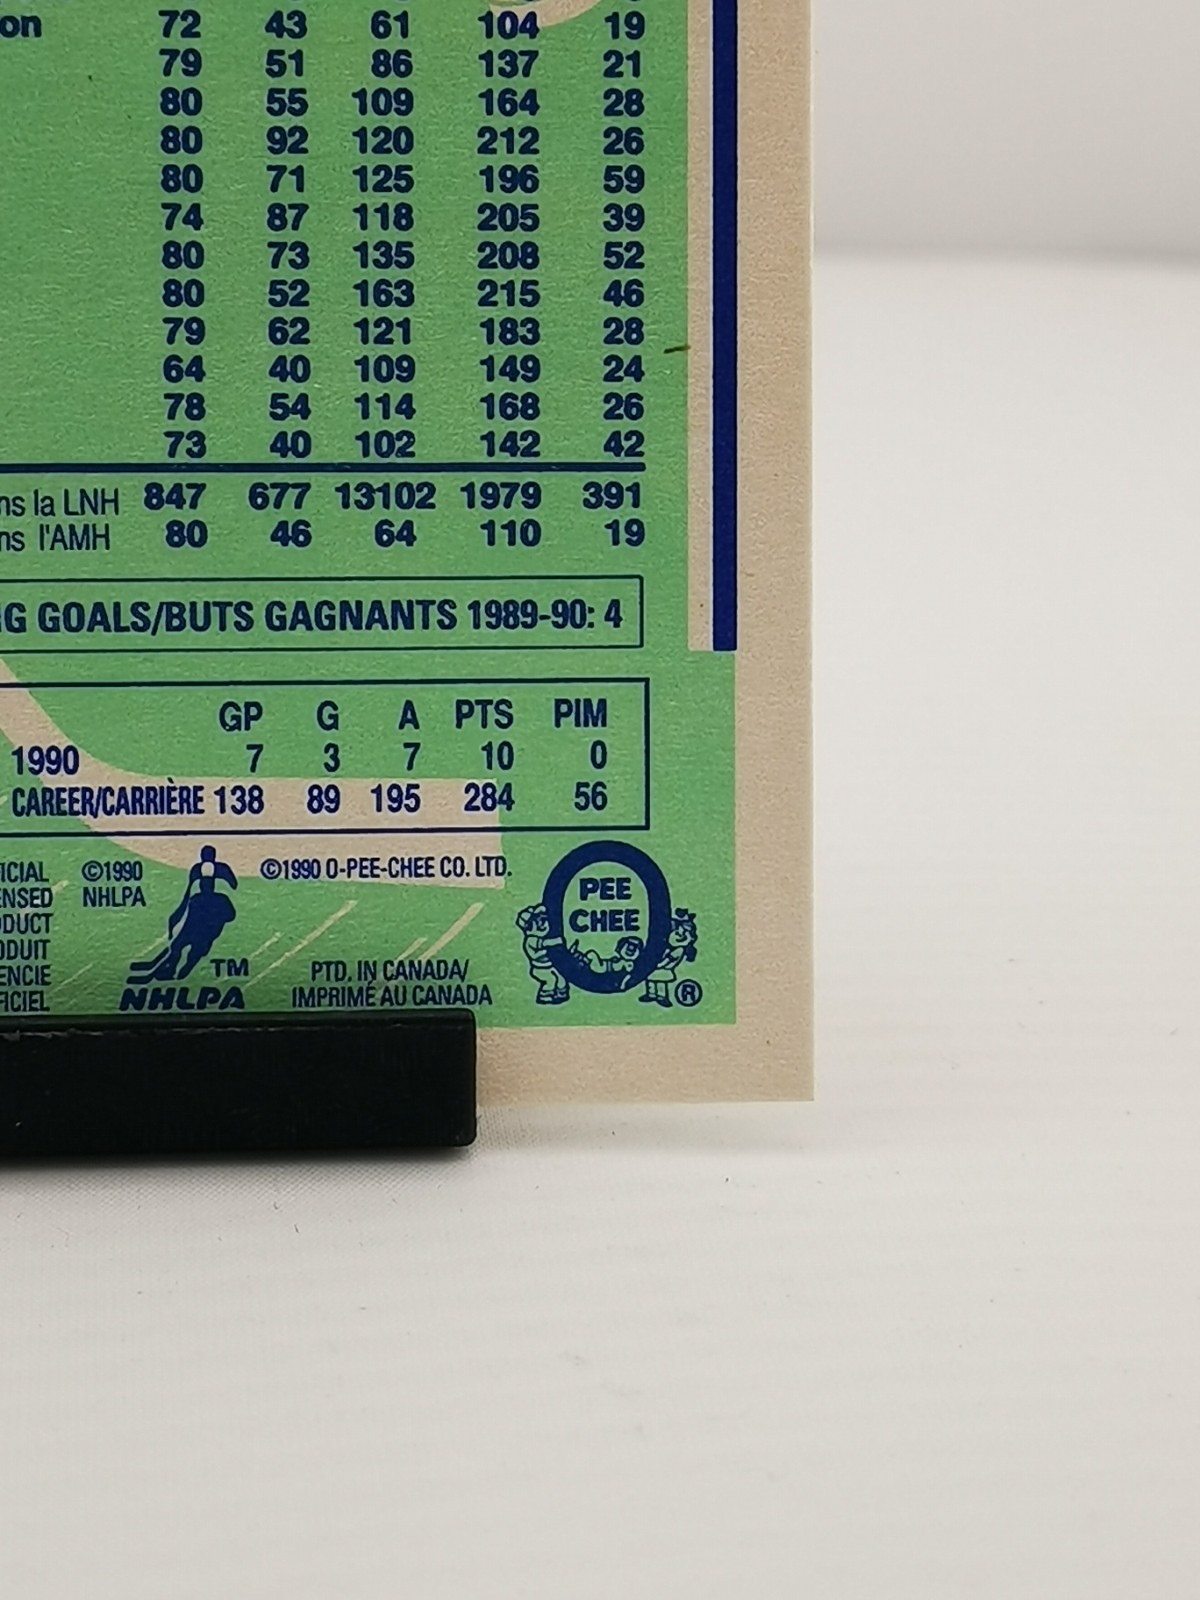 on 72 43 61 104 19
79 51 86 137 21
80 55 109 164 28
80 92 120 212 26
80 71 125 196 59
74 87 118 205 39
80 73 135 208 52
80 52 163 215 46
79 62 121 183 28
64 40 109 149 24
78 54 114 168 26
73 40 102 142 42
ns la LNH 847 677 13102 1979 391
ns l'AMH 80 46 64 110 19
G GOALS/BUTS GAGNANTS 1989-90: 4
GP G A PTS PIM
1990 7 3 7 10 0
CAREER/CARRIÈRE 138 89 195 284 56
ICIAL
ENSED
ODUCT
ODUIT
ENCIE
FICIEL
©1990
NHLPA
TM
NHLPA
©1990 O-PEE-CHEE CO. LTD.
PTD. IN CANADA/
IMPRIMÉ AU CANADA
O
PEE
CHEE
®